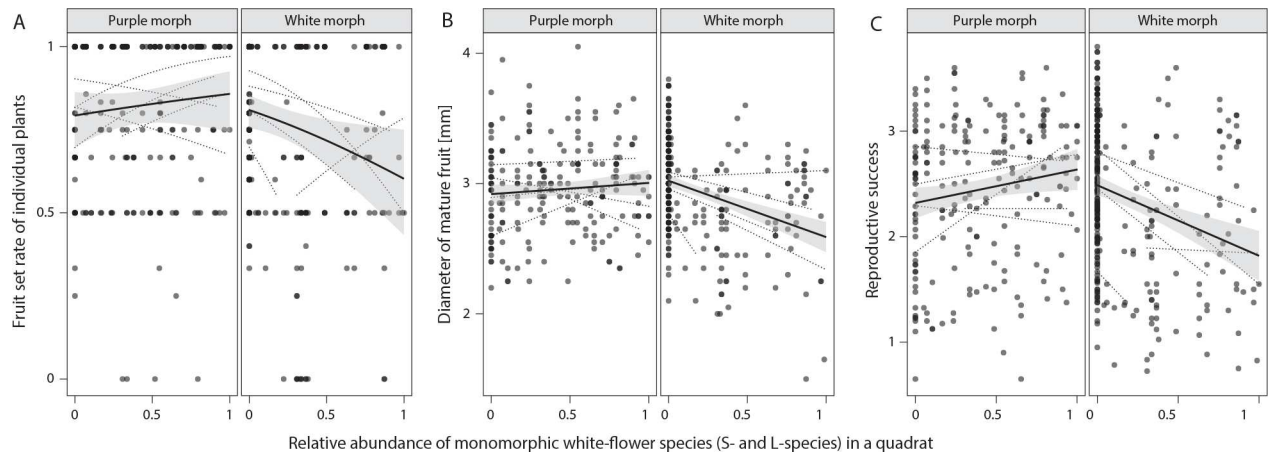 A
Purple morph
White morph
Fruit set rate of individual plants
1
0.5
0
0
0.5
1
0
0.5
1
B
Purple morph
White morph
Diameter of mature fruit [mm]
4
3
2
0
0.5
1
0
0.5
1
C
Purple morph
White morph
Reproductive success
3
2
1
0
0.5
1
0
0.5
1
Relative abundance of monomorphic white-flower species (S- and L-species) in a quadrat